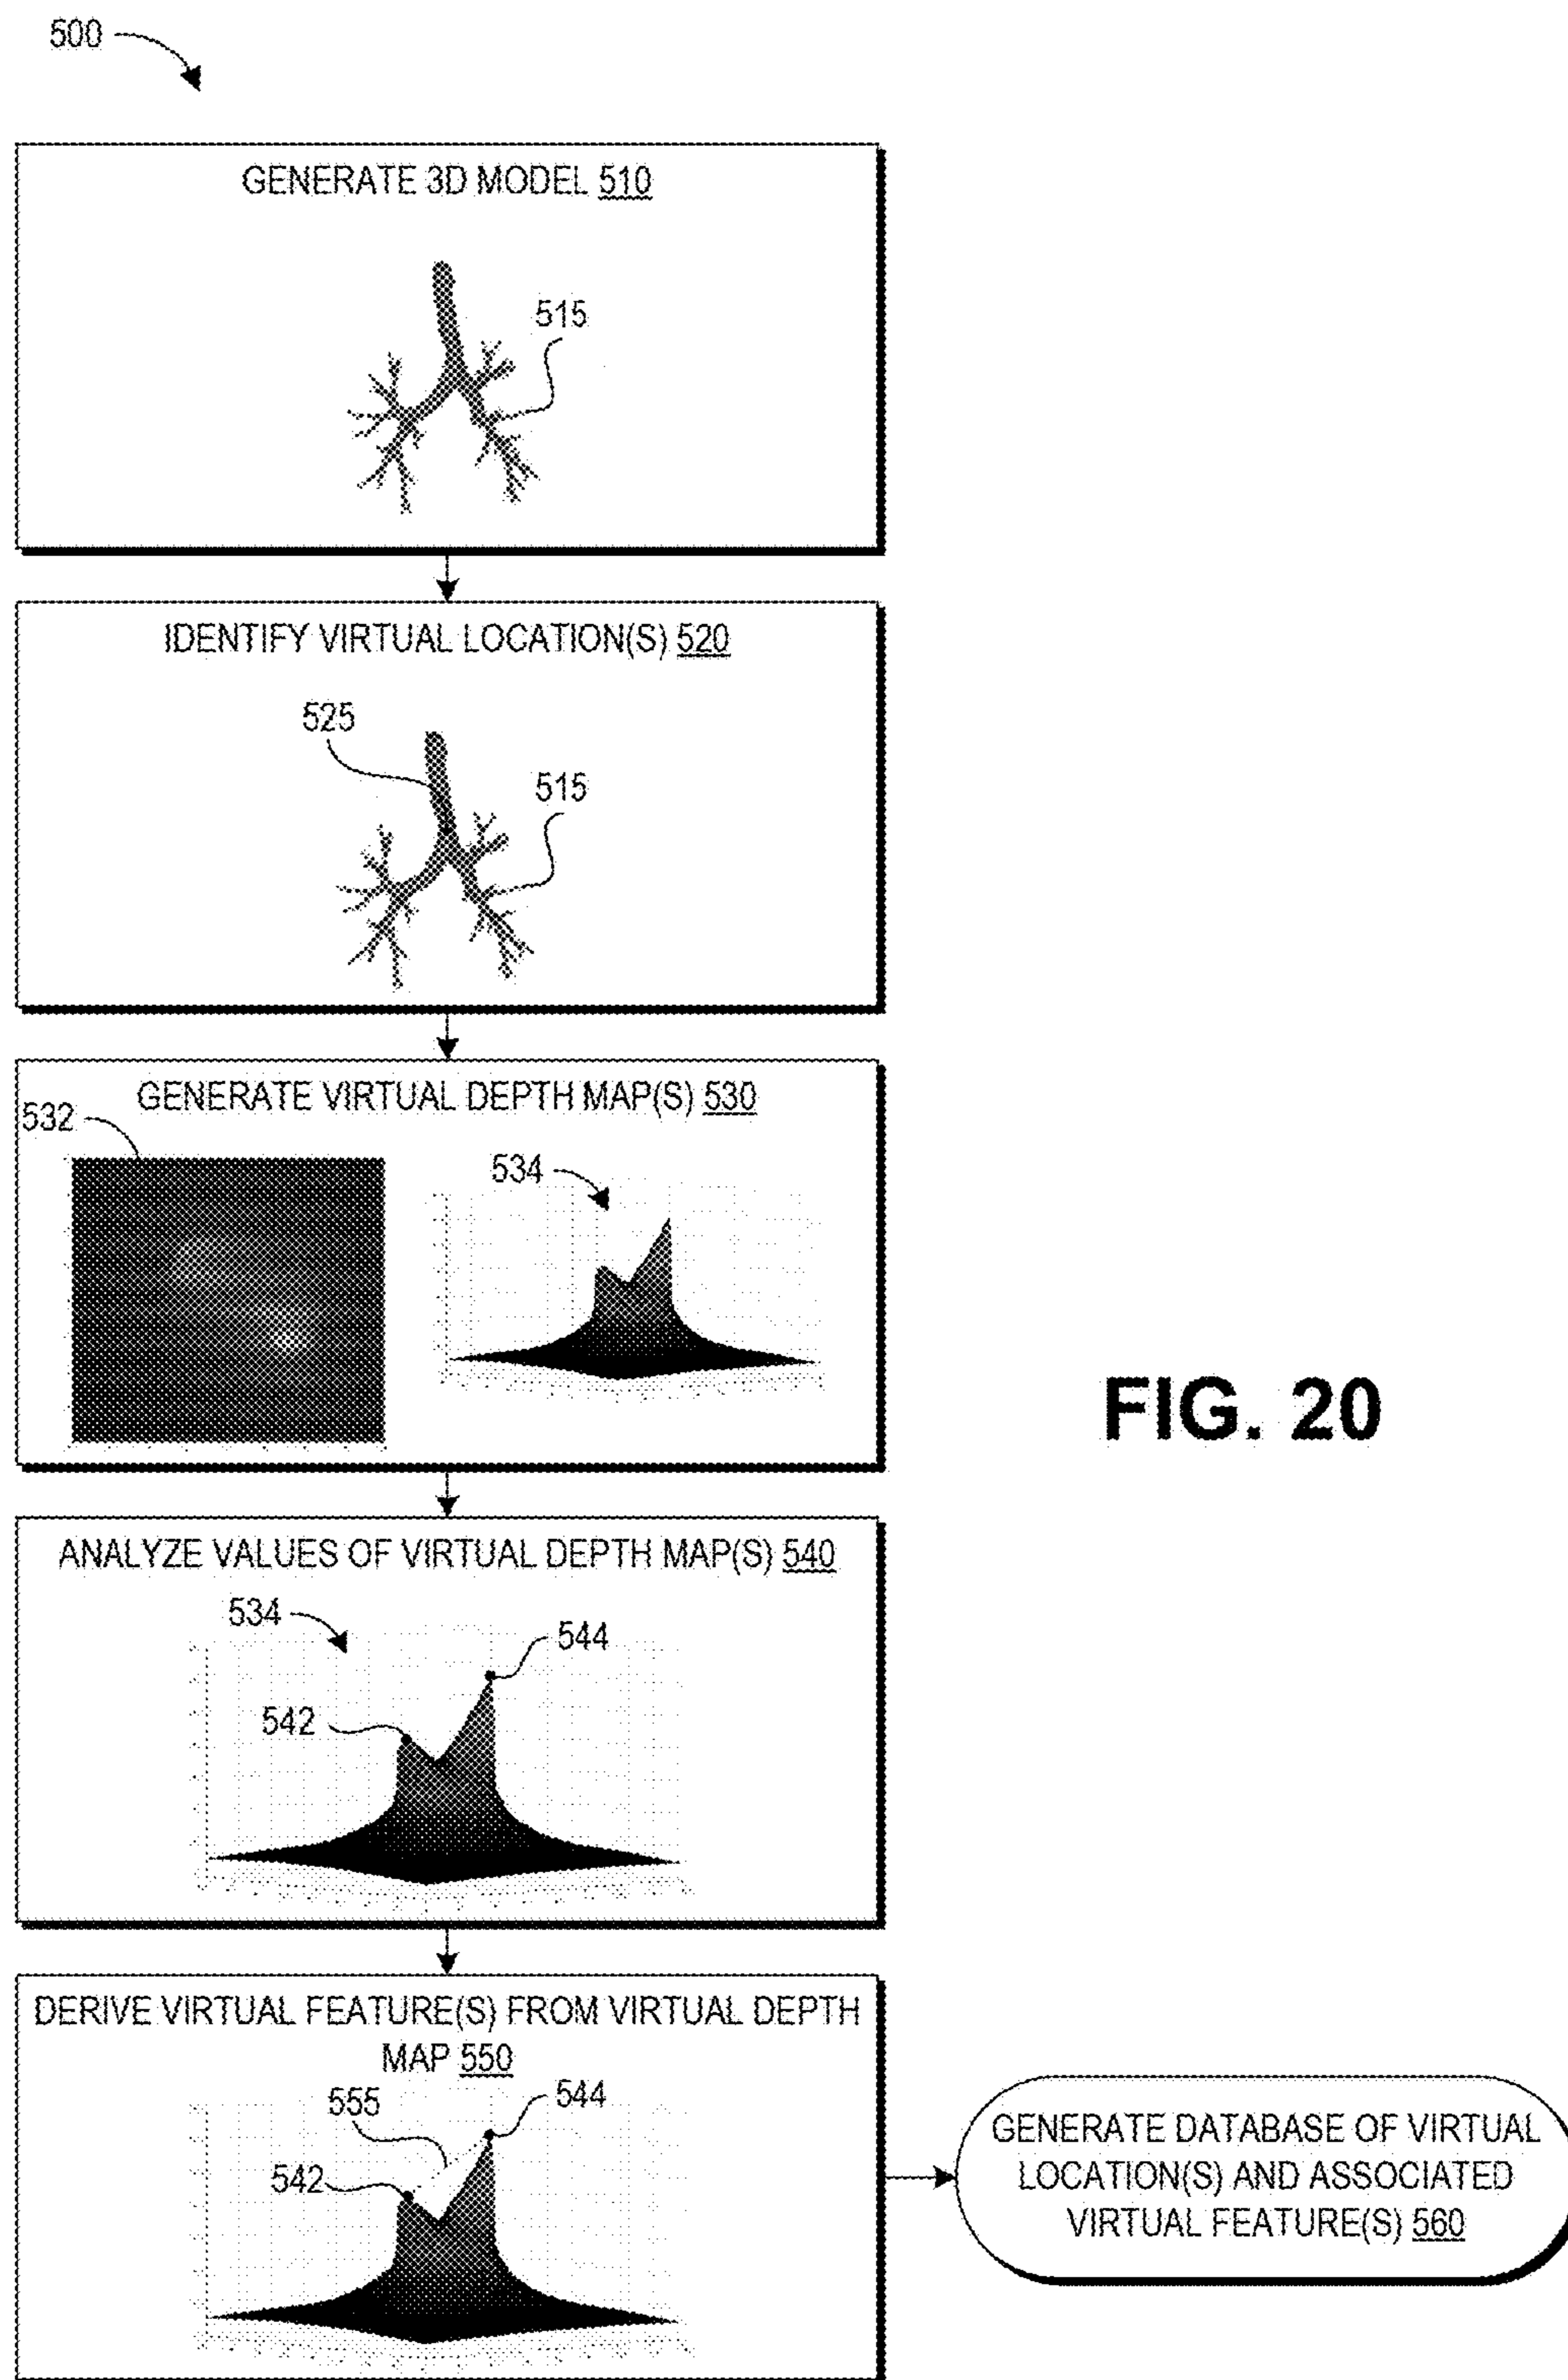 500
GENERATE 3D MODEL 510
515
IDENTIFY VIRTUAL LOCATION(S) 520
525
515
GENERATE VIRTUAL DEPTH MAP(S) 530
532
534
FIG. 20
ANALYZE VALUES OF VIRTUAL DEPTH MAP(S) 540
534
544
542
DERIVE VIRTUAL FEATURE(S) FROM VIRTUAL DEPTH
MAP 550
555
544
542
GENERATE DATABASE OF VIRTUAL
LOCATION(S) AND ASSOCIATED
VIRTUAL FEATURE(S) 560